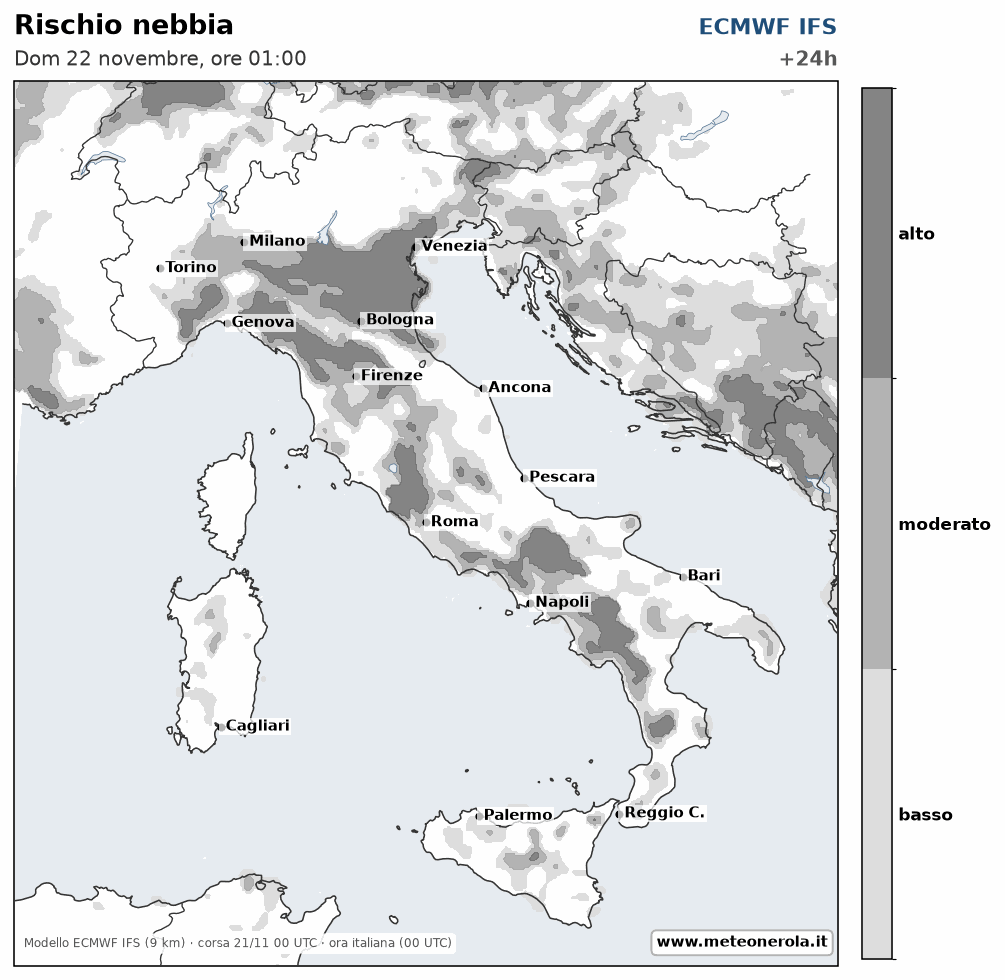 Rischio nebbia
ECMWF IFS
Dom 22 novembre, ore 01:00
+24h
alto
Milano
Venezia
Torino
Genova
Bologna
Firenze
Ancona
Pescara
Roma
moderato
Bari
Napoli
Cagliari
Palermo
Reggio C.
basso
Modello ECMWF IFS (9 km) · corsa 21/11 00 UTC · ora italiana (00 UTC)
www.meteonerola.it